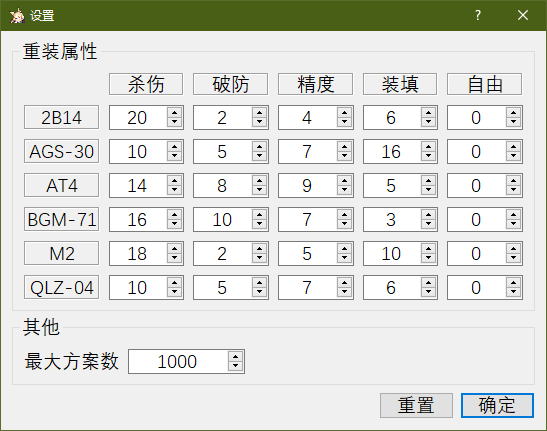 设置
重装属性
杀伤 破防 精度 装填 自由
2B14 20 2 4 6 0
AGS-30 10 5 7 16 0
AT4 14 8 9 5 0
BGM-71 16 10 7 3 0
M2 18 2 5 10 0
QLZ-04 10 5 7 6 0
其他
最大方案数 1000
重置 确定